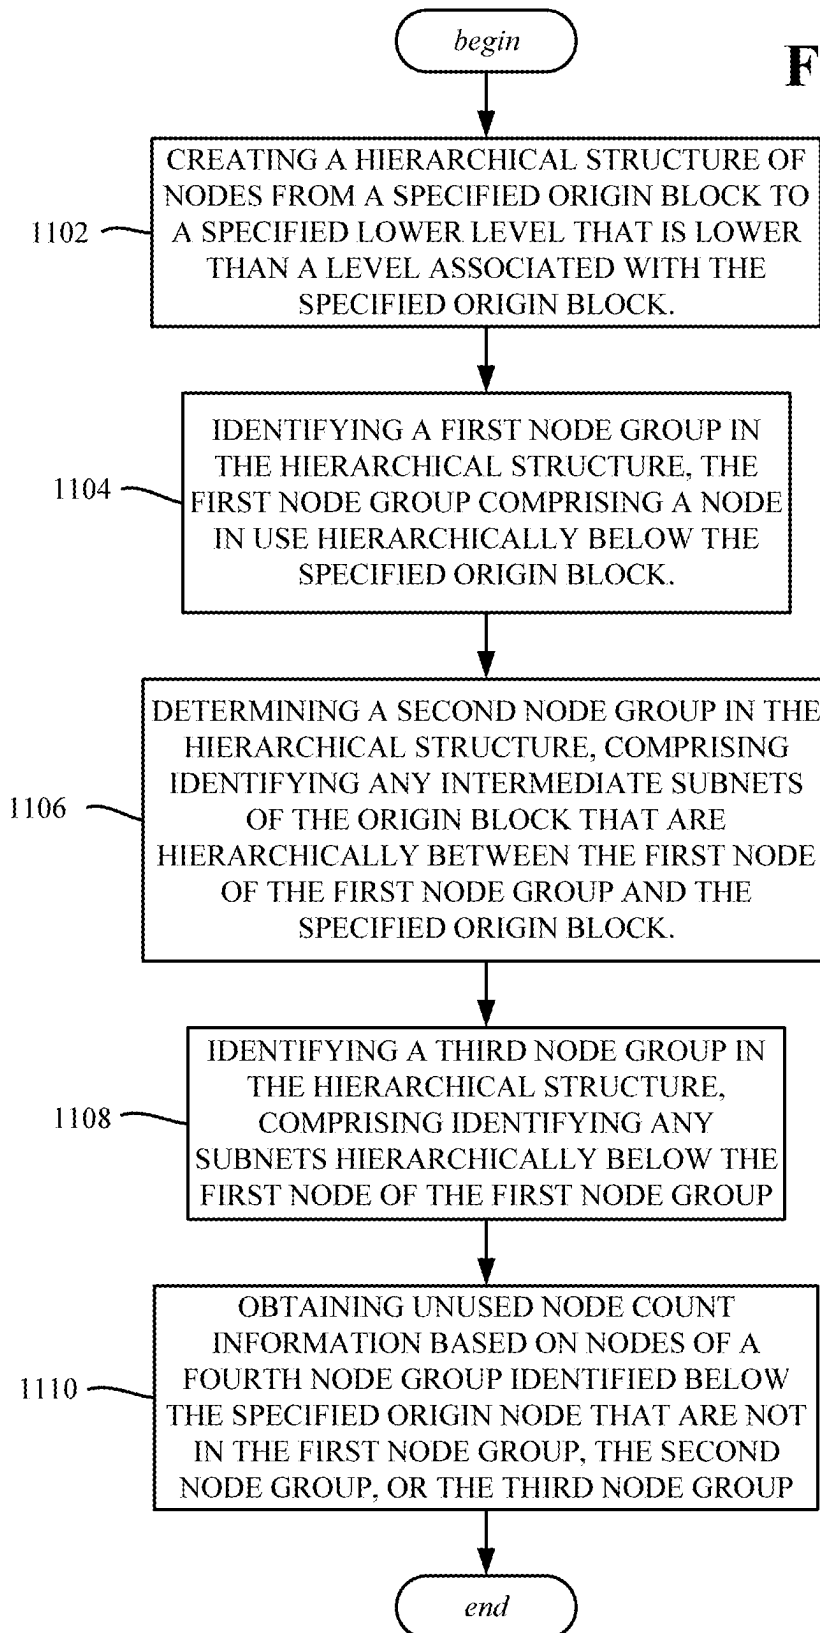 begin
F
CREATING A HIERARCHICAL STRUCTURE OF
NODES FROM A SPECIFIED ORIGIN BLOCK TO
A SPECIFIED LOWER LEVEL THAT IS LOWER
THAN A LEVEL ASSOCIATED WITH THE
SPECIFIED ORIGIN BLOCK.
1102
IDENTIFYING A FIRST NODE GROUP IN
THE HIERARCHICAL STRUCTURE, THE
FIRST NODE GROUP COMPRISING A NODE
IN USE HIERARCHICALLY BELOW THE
SPECIFIED ORIGIN BLOCK.
1104
DETERMINING A SECOND NODE GROUP IN THE
HIERARCHICAL STRUCTURE, COMPRISING
IDENTIFYING ANY INTERMEDIATE SUBNETS
OF THE ORIGIN BLOCK THAT ARE
HIERARCHICALLY BETWEEN THE FIRST NODE
OF THE FIRST NODE GROUP AND THE
SPECIFIED ORIGIN BLOCK.
1106
IDENTIFYING A THIRD NODE GROUP IN
THE HIERARCHICAL STRUCTURE,
COMPRISING IDENTIFYING ANY
SUBNETS HIERARCHICALLY BELOW THE
FIRST NODE OF THE FIRST NODE GROUP
1108
OBTAINING UNUSED NODE COUNT
INFORMATION BASED ON NODES OF A
FOURTH NODE GROUP IDENTIFIED BELOW
THE SPECIFIED ORIGIN NODE THAT ARE NOT
IN THE FIRST NODE GROUP, THE SECOND
NODE GROUP, OR THE THIRD NODE GROUP
1110
end